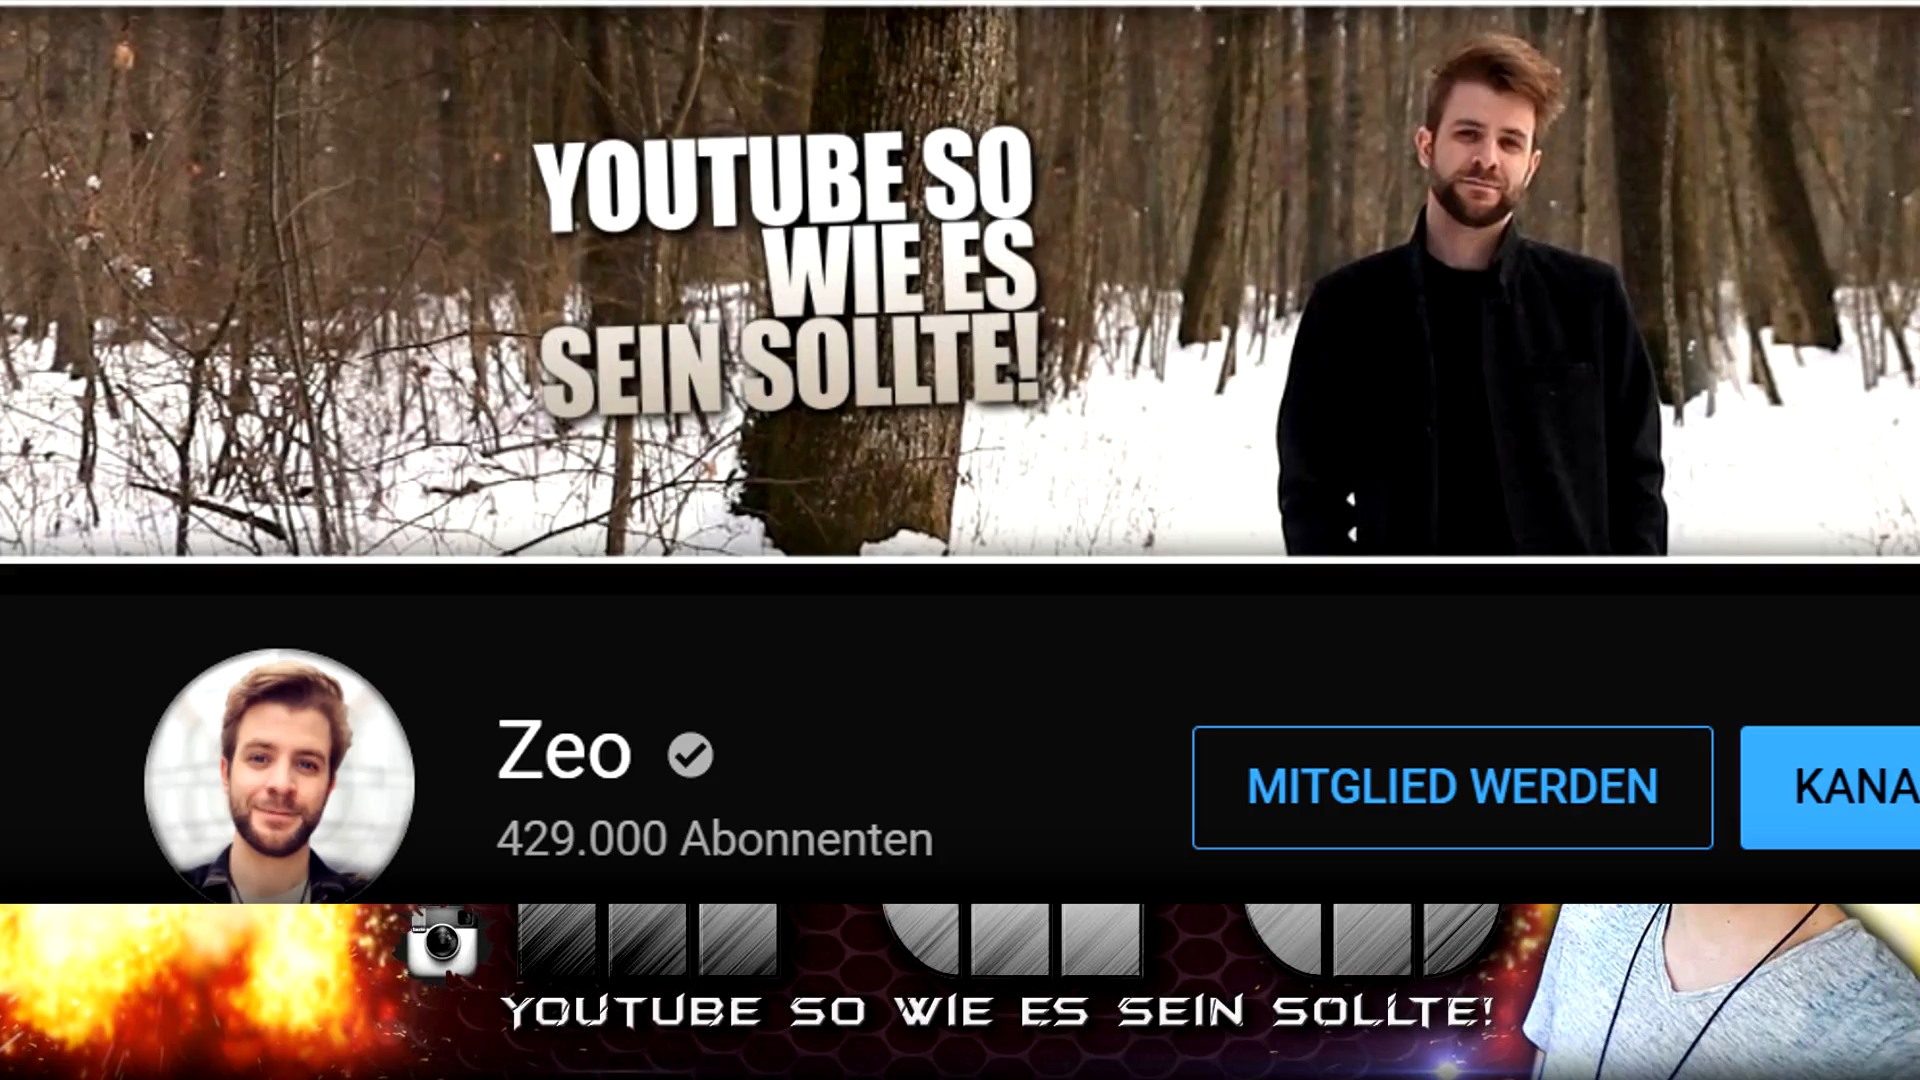 YOUTUBE SO
WIE ES
SEIN SOLLTE!
Zeo
429.000 Abonnenten
MITGLIED WERDEN
KANA
YOUTUBE SO WIE ES SEIN SOLLTE!